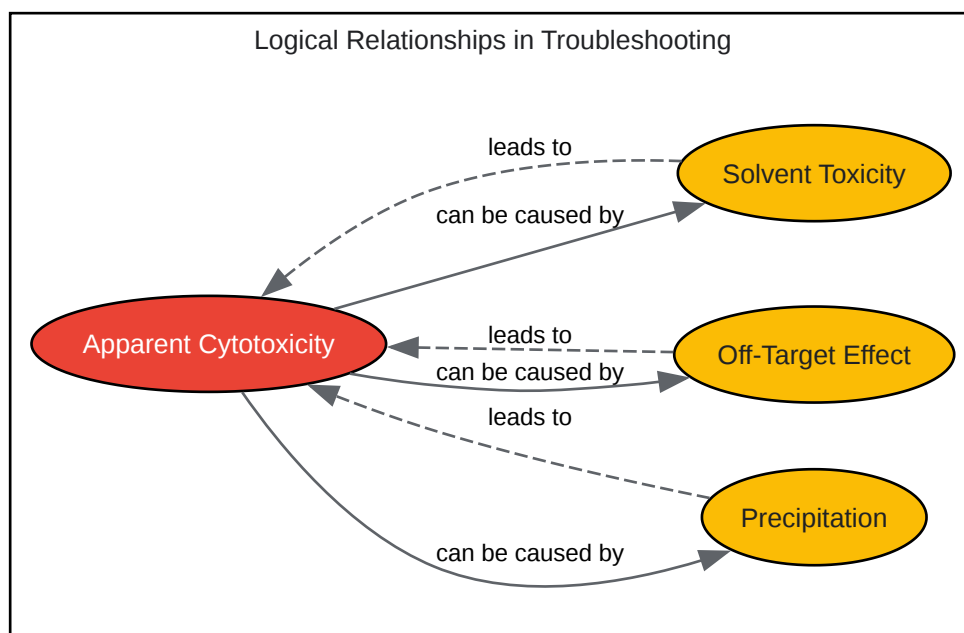 Logical Relationships in Troubleshooting
leads to
Solvent Toxicity
can be caused by
Apparent Cytotoxicity
leads to
Off-Target Effect
can be caused by
leads to
Precipitation
can be caused by